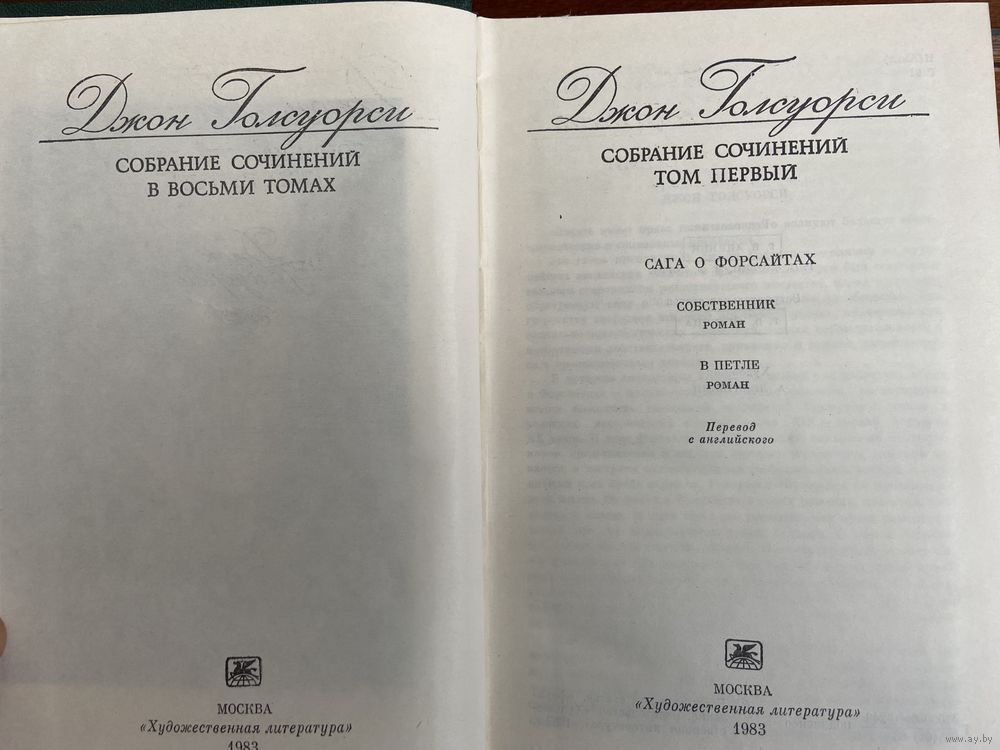 Джон Голсуорси
СОБРАНИЕ СОЧИНЕНИЙ
В ВОСЬМИ ТОМАХ
МОСКВА
«Художественная литература»
1983
Джон Голсуорси
СОБРАНИЕ СОЧИНЕНИЙ
ТОМ ПЕРВЫЙ
САГА О ФОРСАЙТАХ
СОБСТВЕННИК
РОМАН
В ПЕТЛЕ
РОМАН
Перевод
с английского
МОСКВА
«Художественная литература»
1983
www.ay.by